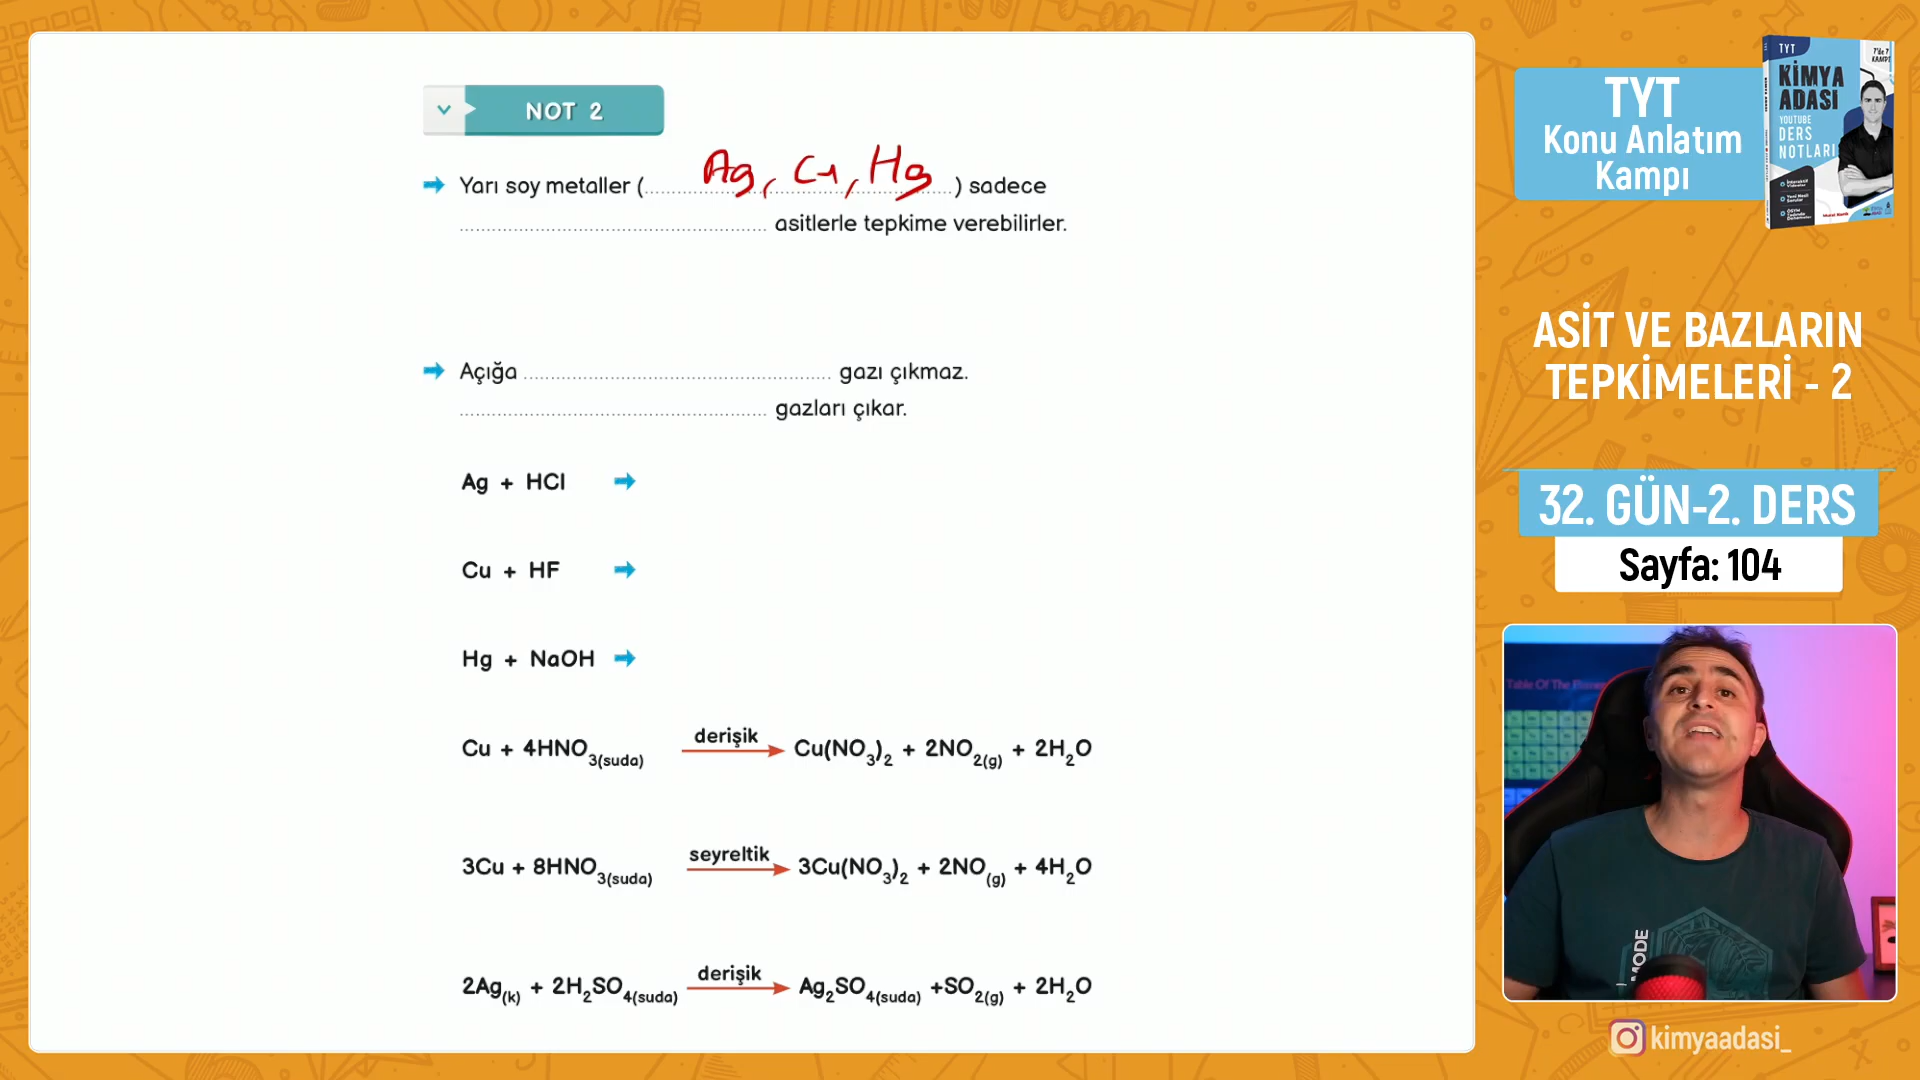 NOT 2
Yarı soy metaller (........ Ag, Cu, Hg ........) sadece
........ asitlerle tepkime verebilirler.
Açığa ........ gazı çıkmaz.
........ gazları çıkar.
Ag + HCl →
Cu + HF →
Hg + NaOH →
Cu + 4HNO3(suda) derişik → Cu(NO3)2 + 2NO2(g) + 2H2O
3Cu + 8HNO3(suda) seyreltik → 3Cu(NO3)2 + 2NO(g) + 4H2O
2Ag(k) + 2H2SO4(suda) derişik → Ag2SO4(suda) +SO2(g) + 2H2O
TYT
Konu Anlatım
Kampı
TYT
KİMYA
ADASI
YOUTUBE
DERS
NOTLARI
ASİT VE BAZLARIN
TEPKİMELERİ - 2
32. GÜN-2. DERS
Sayfa: 104
MODE
kimyaadasi_